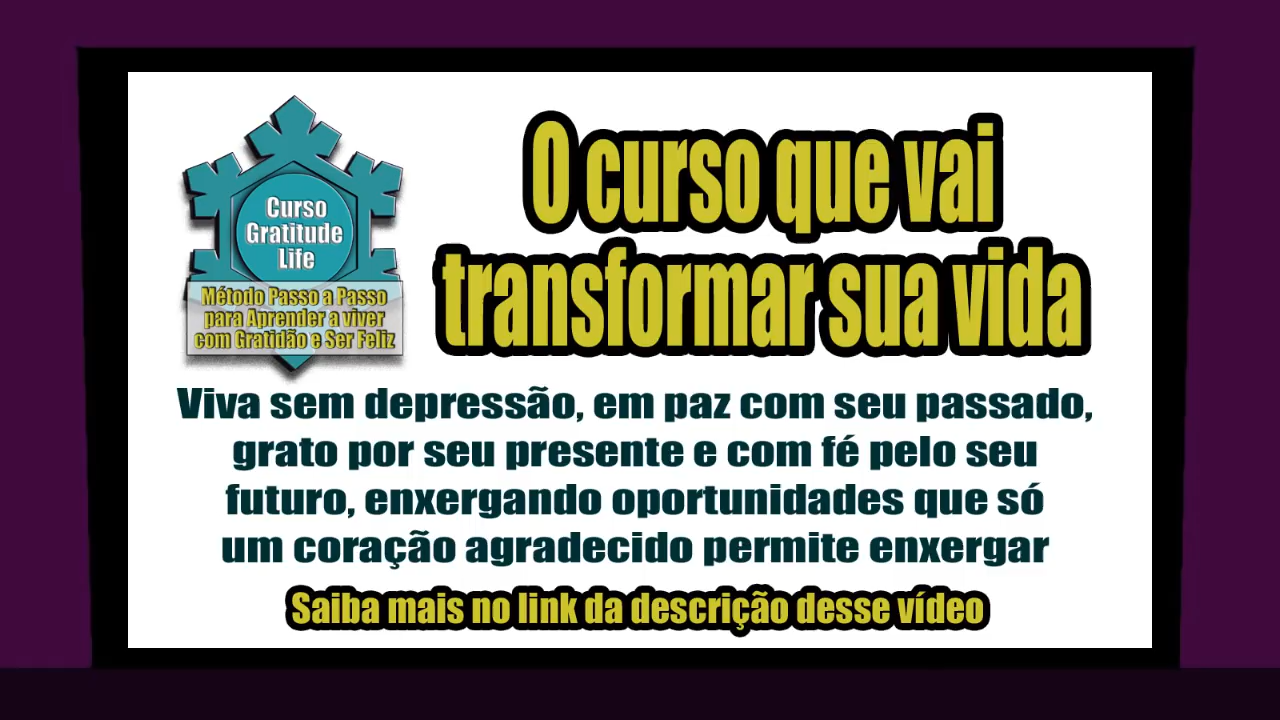 Curso
Gratitude
Life
Método Passo a Passo
para Aprender a viver
com Gratidão e Ser Feliz
O curso que vai
transformar sua vida
Viva sem depressão, em paz com seu passado,
grato por seu presente e com fé pelo seu
futuro, enxergando oportunidades que só
um coração agradecido permite enxergar
Saiba mais no link da descrição desse vídeo